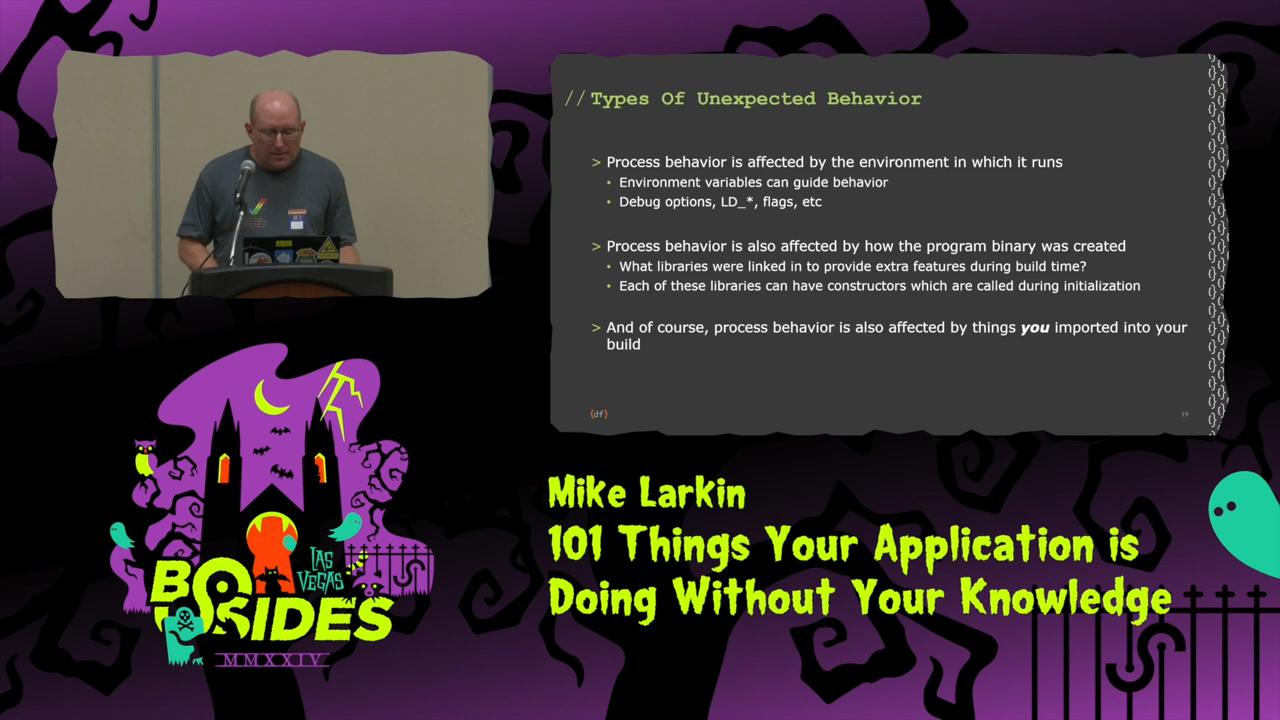 // Types Of Unexpected Behavior
> Process behavior is affected by the environment in which it runs
• Environment variables can guide behavior
• Debug options, LD_*, flags, etc
> Process behavior is also affected by how the program binary was created
• What libraries were linked in to provide extra features during build time?
• Each of these libraries can have constructors which are called during initialization
> And of course, process behavior is also affected by things you imported into your
build
{df}
19
BSIDES
LAS
VEGAS
MMXXIV
Mike Larkin
101 Things Your Application is
Doing Without Your Knowledge